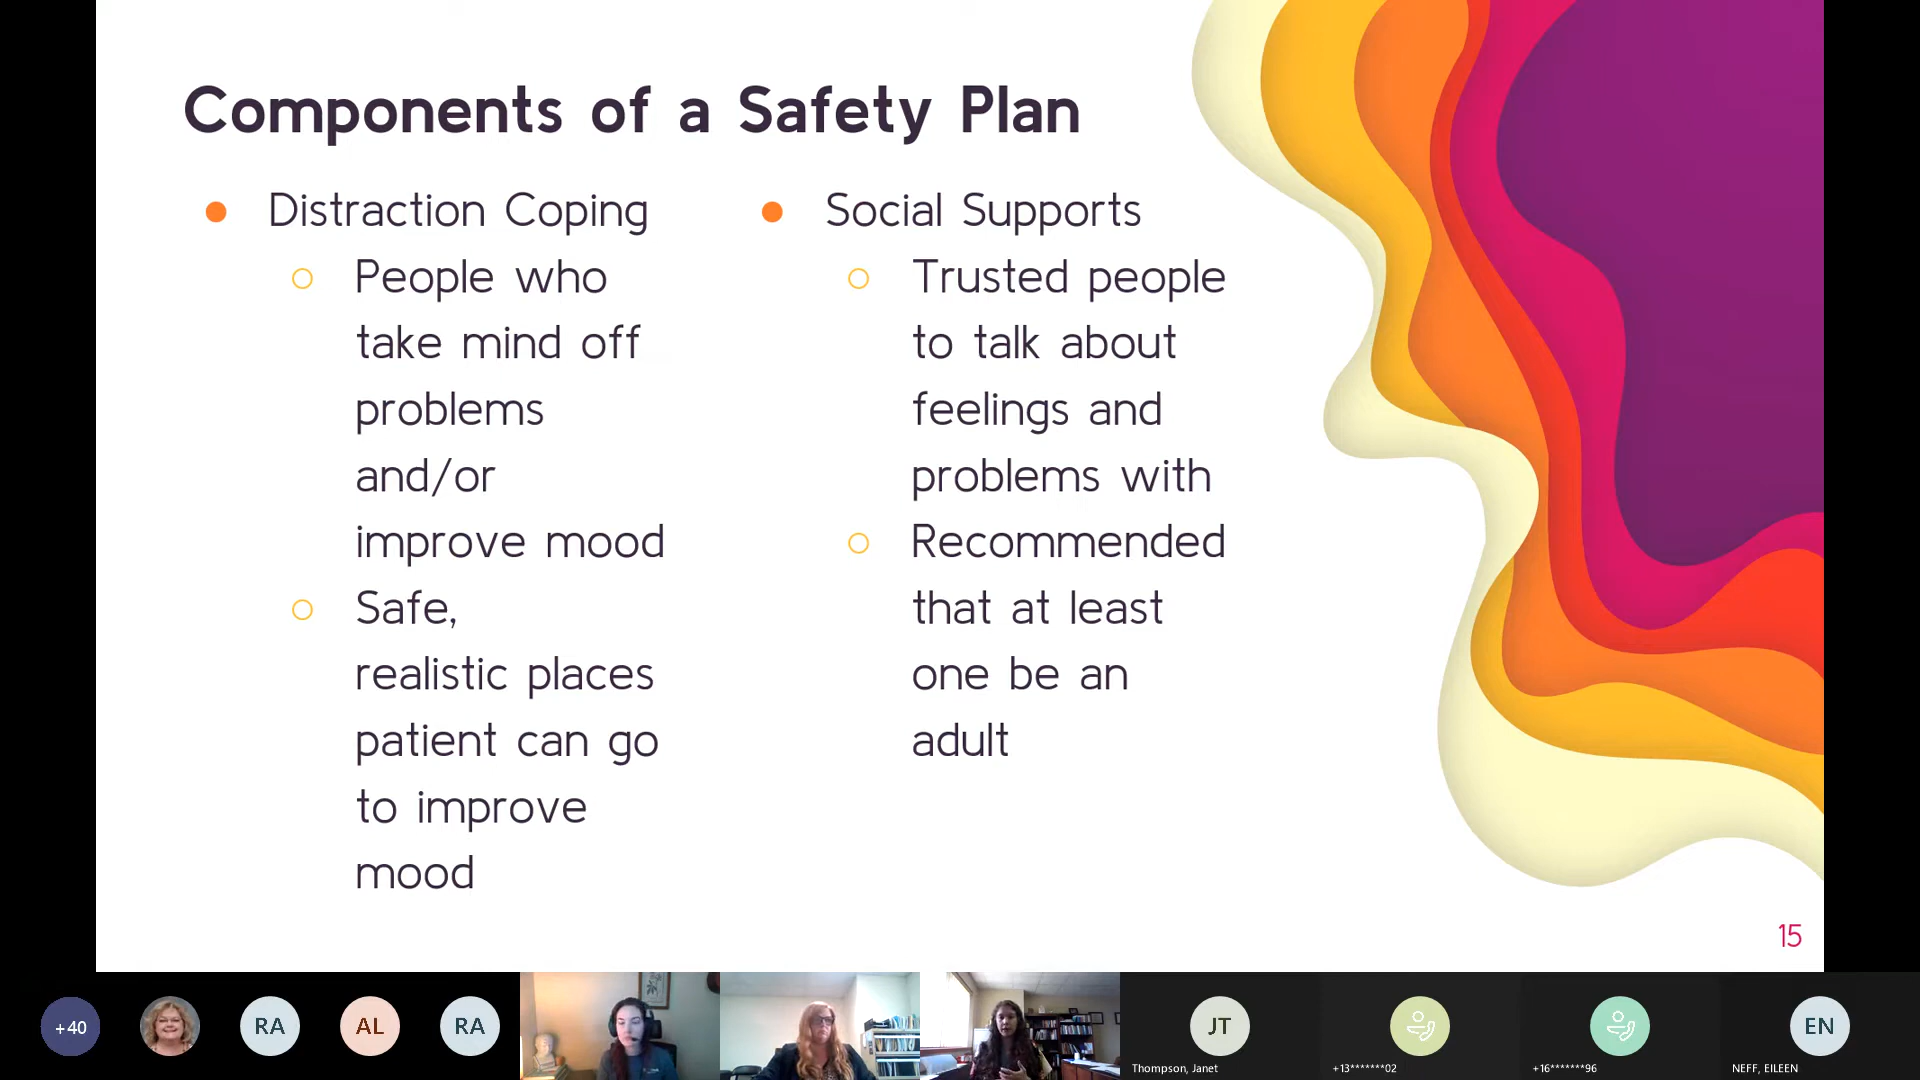 Components of a Safety Plan
Distraction Coping
People who
take mind off
problems
and/or
improve mood
Safe,
realistic places
patient can go
to improve
mood
Social Supports
Trusted people
to talk about
feelings and
problems with
Recommended
that at least
one be an
adult
15
+40
RA
AL
RA
JT
Thompson, Janet
+13*******02
+16*******96
EN
NEFF, EILEEN